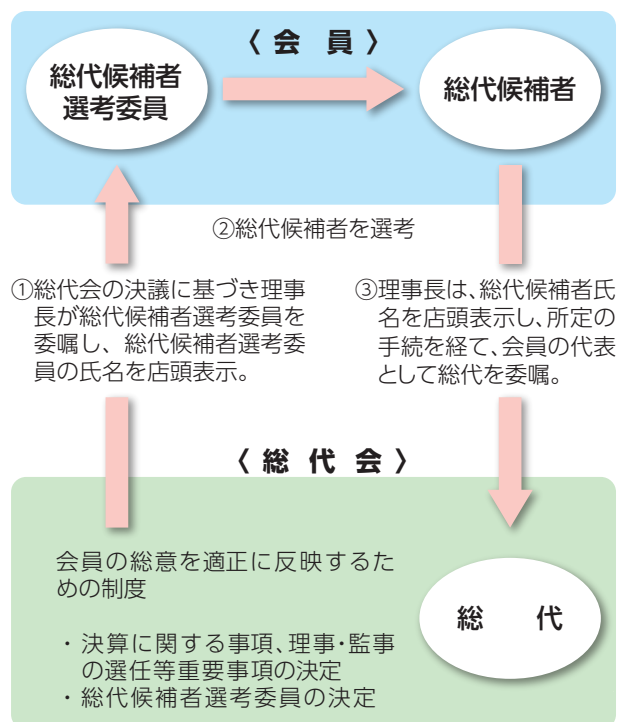 〈 会　員 〉
総代候補者
選考委員
総代候補者
②総代候補者を選考
①総代会の決議に基づき理事
長が総代候補者選考委員を
委嘱し、総代候補者選考委
員の氏名を店頭表示。
③理事長は、総代候補者氏
名を店頭表示し、所定の
手続を経て、会員の代表
として総代を委嘱。
〈 総 代 会 〉
会員の総意を適正に反映するた
めの制度
・決算に関する事項、理事・監事
の選任等重要事項の決定
・総代候補者選考委員の決定
総　代